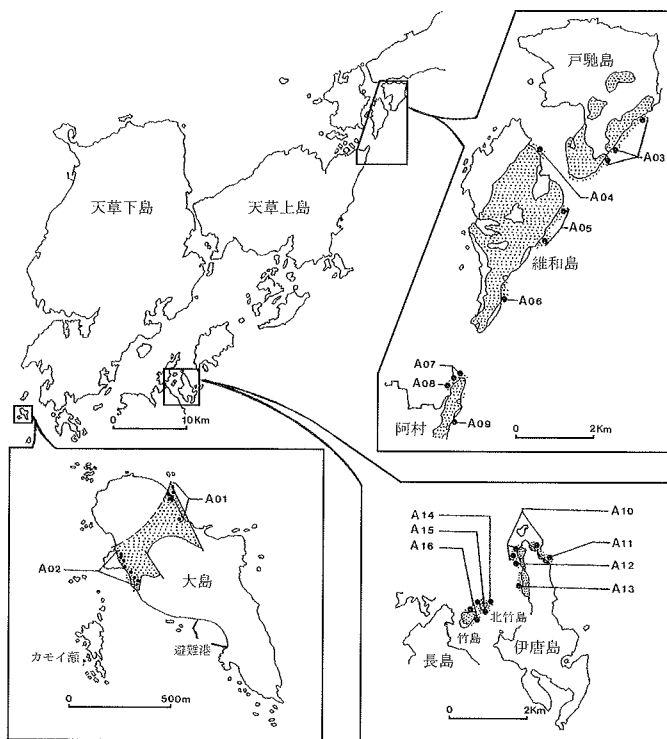 戸馳島
A03
A04
A05
維和島
A06
A07
A08
阿村
A09
0 2Km
天草下島
天草上島
0 10Km
A01
A02
大島
カモイ瀬
避難港
0 500m
A14
A15
A16
A10
A11
A12
A13
北竹島
竹島
長島
伊唐島
0 2Km